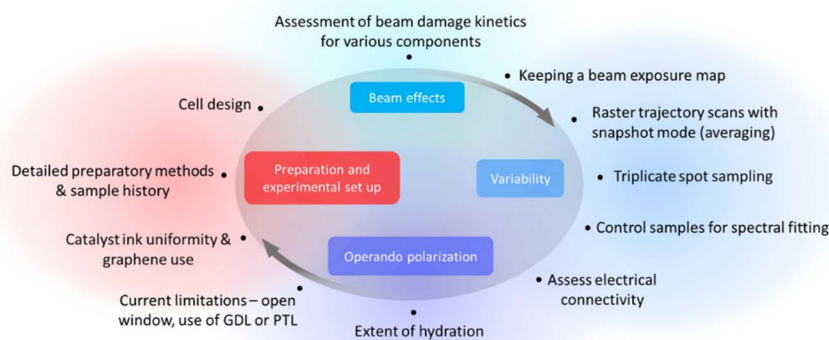 Assessment of beam damage kinetics
for various components
Keeping a beam exposure map
Beam effects
Cell design
Raster trajectory scans with
snapshot mode (averaging)
Detailed preparatory methods
& sample history
Preparation and
experimental set up
Variability
Triplicate spot sampling
Control samples for spectral fitting
Catalyst ink uniformity &
graphene use
Operando polarization
Assess electrical
connectivity
Current limitations – open
window, use of GDL or PTL
Extent of hydration